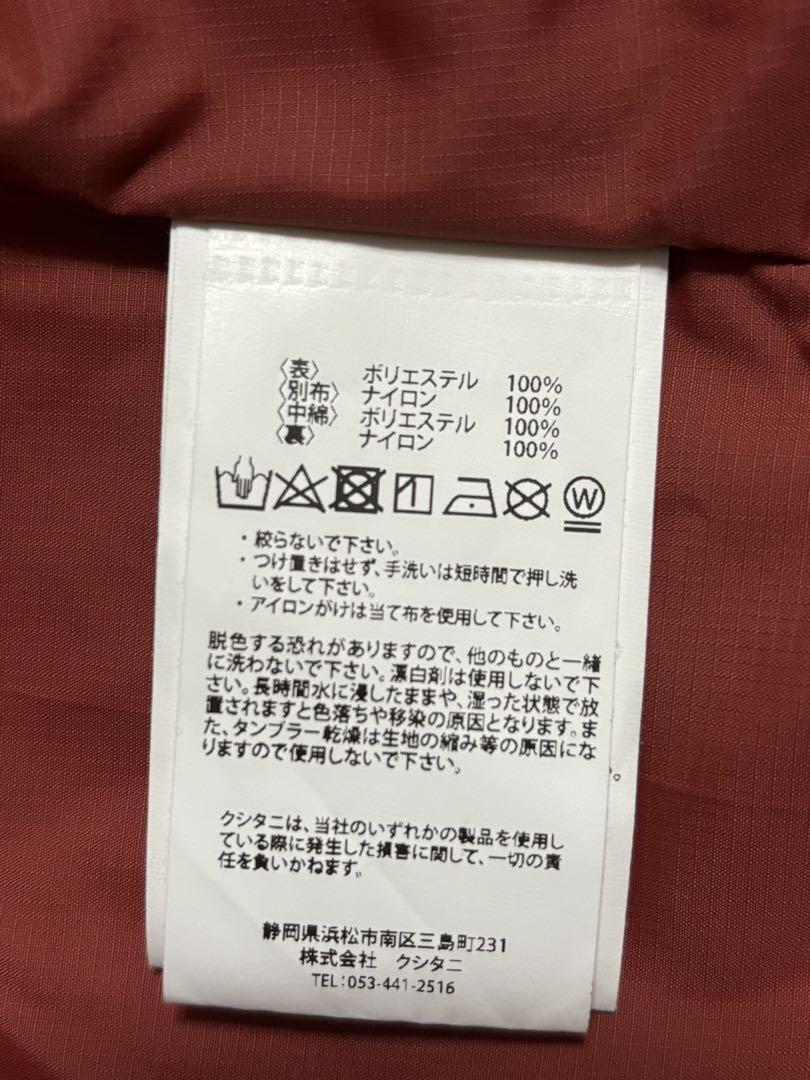 〈表〉 ポリエステル 100%
〈別布〉 ナイロン 100%
〈中綿〉 ポリエステル 100%
〈裏〉 ナイロン 100%
W
・絞らないで下さい。
・つけ置きはせず、手洗いは短時間で押し洗
いをして下さい。
・アイロンがけは当て布を使用して下さい。
脱色する恐れがありますので、他のものと一緒
に洗わないで下さい。漂白剤は使用しないで下
さい。長時間水に浸したままや、湿った状態で放
置されますと色落ちや移染の原因となります。ま
た、タンブラー乾燥は生地の縮み等の原因にな
りますので使用しないで下さい。
クシタニは、当社のいずれかの製品を使用し
ている際に発生した損害に関して、一切の責
任を負いかねます。
静岡県浜松市南区三島町231
株式会社 クシタニ
TEL:053-441-2516